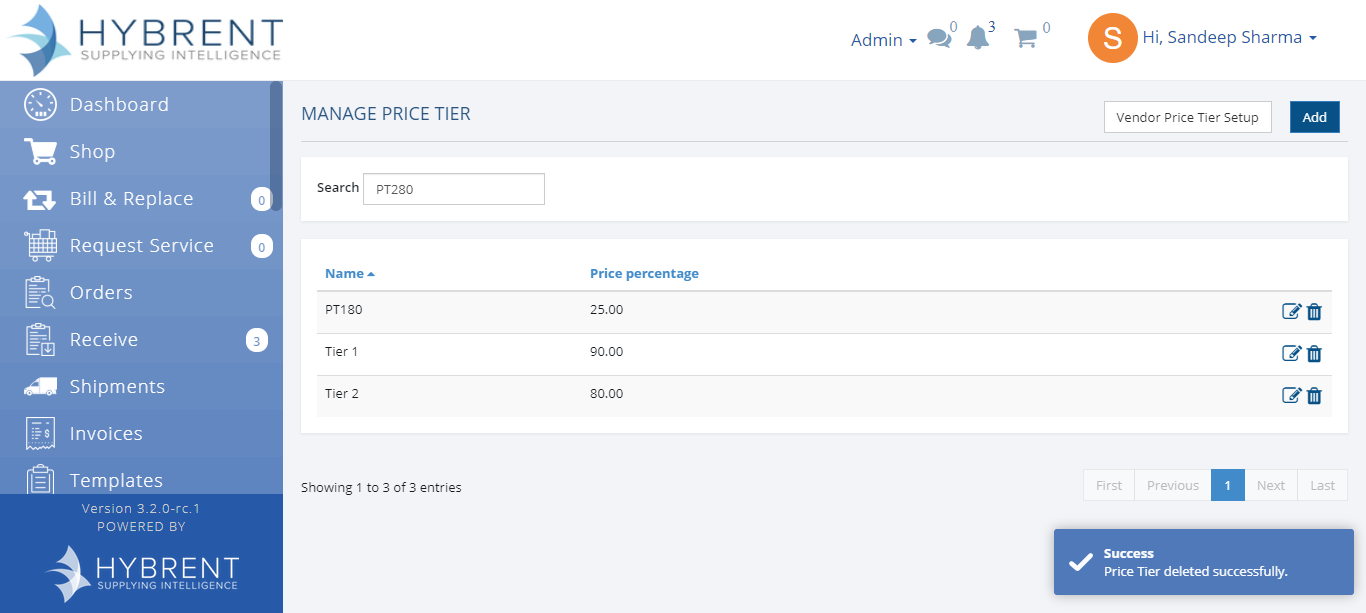 HYBRENT
SUPPLYING INTELLIGENCE
Admin
0
3
0
S
Hi, Sandeep Sharma
Dashboard
Shop
Bill & Replace
0
Request Service
0
Orders
Receive
3
Shipments
Invoices
Templates
Version 3.2.0-rc.1
POWERED BY
HYBRENT
SUPPLYING INTELLIGENCE
MANAGE PRICE TIER
Vendor Price Tier Setup
Add
Search
PT280
Name
Price percentage
PT180
25.00
Tier 1
90.00
Tier 2
80.00
Showing 1 to 3 of 3 entries
First
Previous
1
Next
Last
Success
Price Tier deleted successfully.